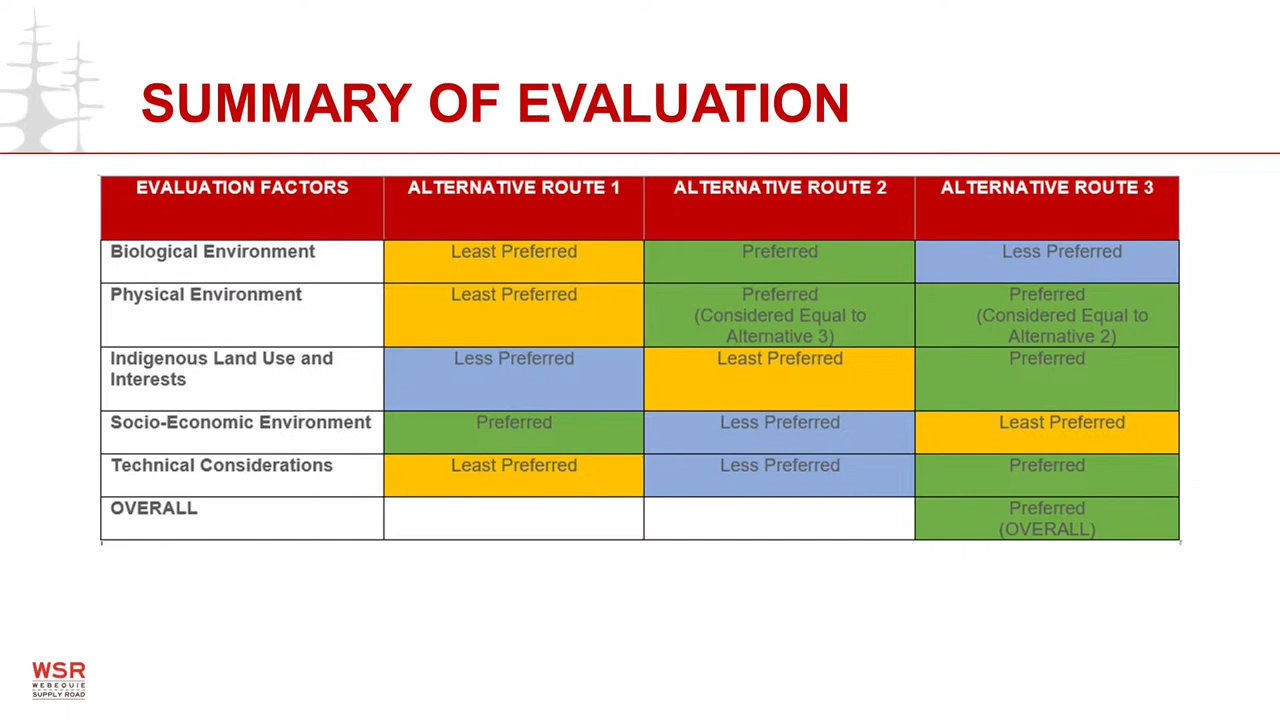 SUMMARY OF EVALUATION
EVALUATION FACTORS
ALTERNATIVE ROUTE 1
ALTERNATIVE ROUTE 2
ALTERNATIVE ROUTE 3
Biological Environment
Least Preferred
Preferred
Less Preferred
Physical Environment
Least Preferred
Preferred
(Considered Equal to
Alternative 3)
Preferred
(Considered Equal to
Alternative 2)
Indigenous Land Use and
Interests
Less Preferred
Least Preferred
Preferred
Socio-Economic Environment
Preferred
Less Preferred
Least Preferred
Technical Considerations
Least Preferred
Less Preferred
Preferred
OVERALL
Preferred
(OVERALL)
WSR
WEBEQUIE
SUPPLY ROAD